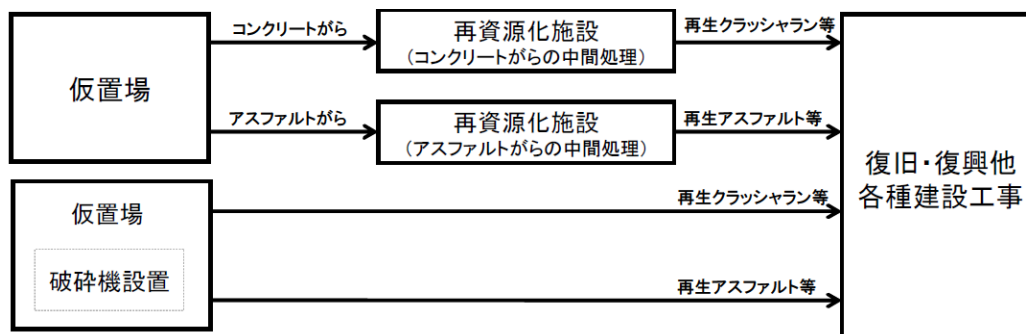 仮置場
コンクリートがら
再資源化施設
(コンクリートがらの中間処理)
再生クラッシャラン等
アスファルトがら
再資源化施設
(アスファルトがらの中間処理)
再生アスファルト等
復旧・復興他
各種建設工事
仮置場
破砕機設置
再生クラッシャラン等
再生アスファルト等